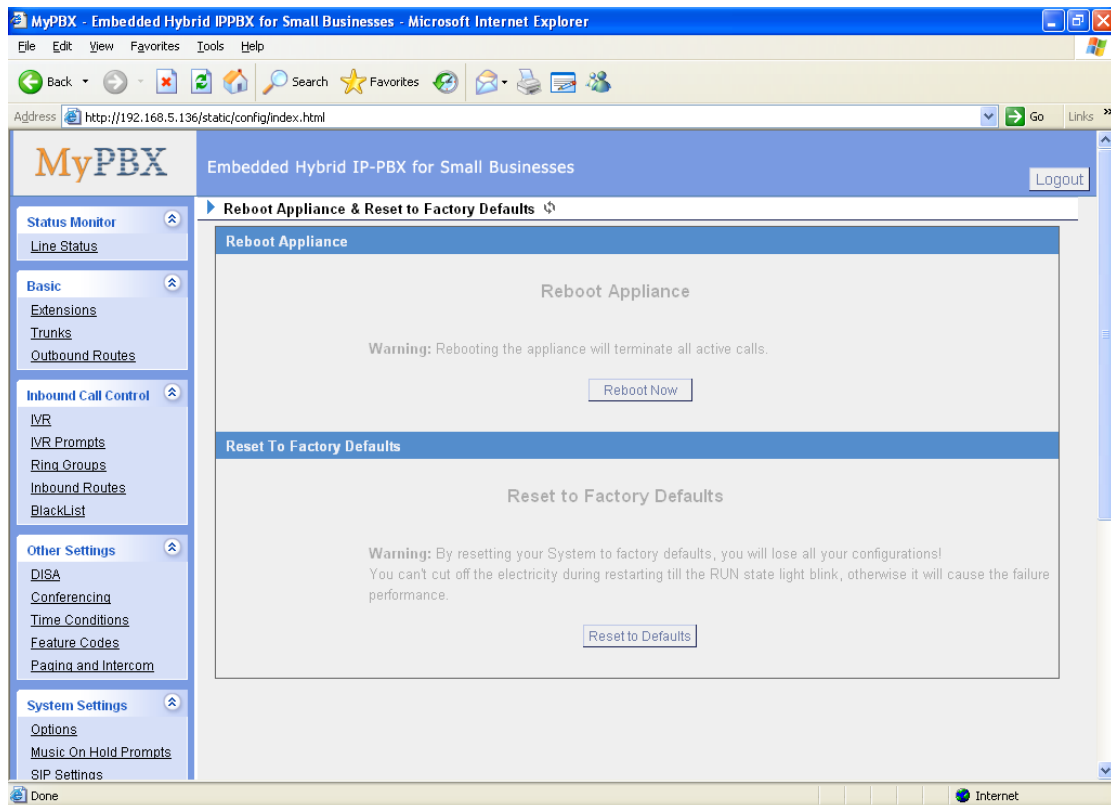 MyPBX - Embedded Hybrid IPPBX for Small Businesses - Microsoft Internet Explorer
File Edit View Favorites Tools Help
Back Search Favorites
Address http://192.168.5.136/static/config/index.html Go Links »
MyPBX
Embedded Hybrid IP-PBX for Small Businesses
Logout
Status Monitor
Line Status
Basic
Extensions
Trunks
Outbound Routes
Inbound Call Control
IVR
IVR Prompts
Ring Groups
Inbound Routes
BlackList
Other Settings
DISA
Conferencing
Time Conditions
Feature Codes
Paging and Intercom
System Settings
Options
Music On Hold Prompts
SIP Settings
Reboot Appliance & Reset to Factory Defaults
Reboot Appliance
Reboot Appliance
Warning: Rebooting the appliance will terminate all active calls.
Reboot Now
Reset To Factory Defaults
Reset to Factory Defaults
Warning: By resetting your System to factory defaults, you will lose all your configurations!
You can't cut off the electricity during restarting till the RUN state light blink, otherwise it will cause the failure
performance.
Reset to Defaults
Done Internet